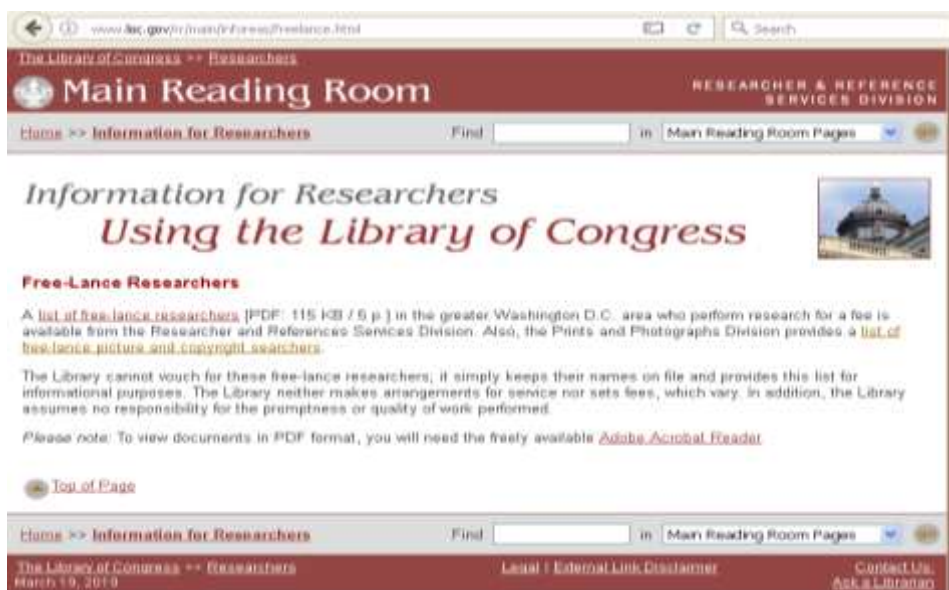 www.loc.gov/rr/main/inforeas/freelance.html
Search
The Library of Congress >> Researchers
Main Reading Room
RESEARCHER & REFERENCE
SERVICES DIVISION
Home >> Information for Researchers
Find
in
Main Reading Room Pages
Information for Researchers
Using the Library of Congress
Free-Lance Researchers
A list of free-lance researchers [PDF: 115 KB / 6 p.] in the greater Washington D.C. area who perform research for a fee is
available from the Researcher and References Services Division. Also, the Prints and Photographs Division provides a list of
free-lance picture and copyright searchers.
The Library cannot vouch for these free-lance researchers; it simply keeps their names on file and provides this list for
informational purposes. The Library neither makes arrangements for service nor sets fees, which vary. In addition, the Library
assumes no responsibility for the promptness or quality of work performed.
Please note: To view documents in PDF format, you will need the freely available Adobe Acrobat Reader
Top of Page
Home >> Information for Researchers
Find
in
Main Reading Room Pages
The Library of Congress >> Researchers
Legal | External Link Disclaimer
Contact Us:
March 19, 2019
Ask a Librarian